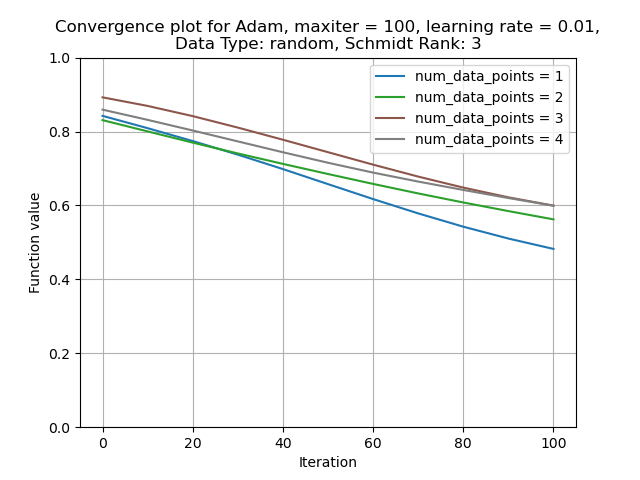 Convergence plot for Adam, maxiter = 100, learning rate = 0.01,
Data Type: random, Schmidt Rank: 3
num_data_points = 1
num_data_points = 2
num_data_points = 3
num_data_points = 4
1.0
0.8
0.6
0.4
0.2
0.0
Function value
0 20 40 60 80 100
Iteration